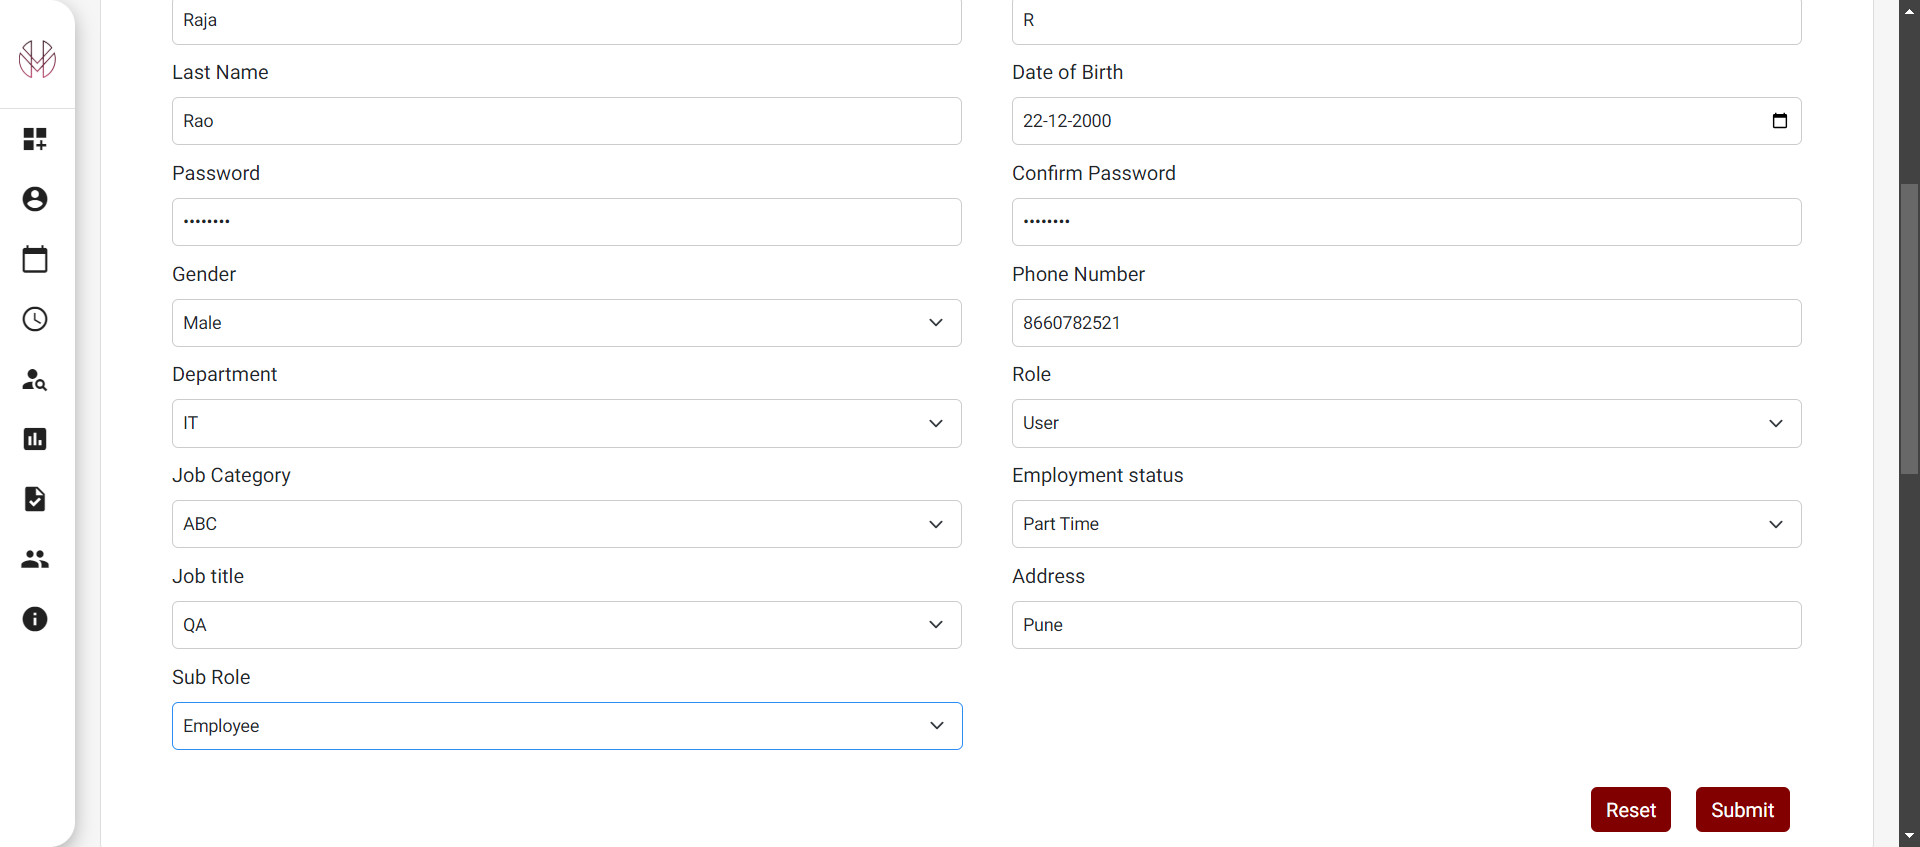 Raja
R
Last Name
Date of Birth
Rao
22-12-2000
Password
Confirm Password
••••••••
••••••••
Gender
Phone Number
Male
8660782521
Department
Role
IT
User
Job Category
Employment status
ABC
Part Time
Job title
Address
QA
Pune
Sub Role
Employee
Reset
Submit